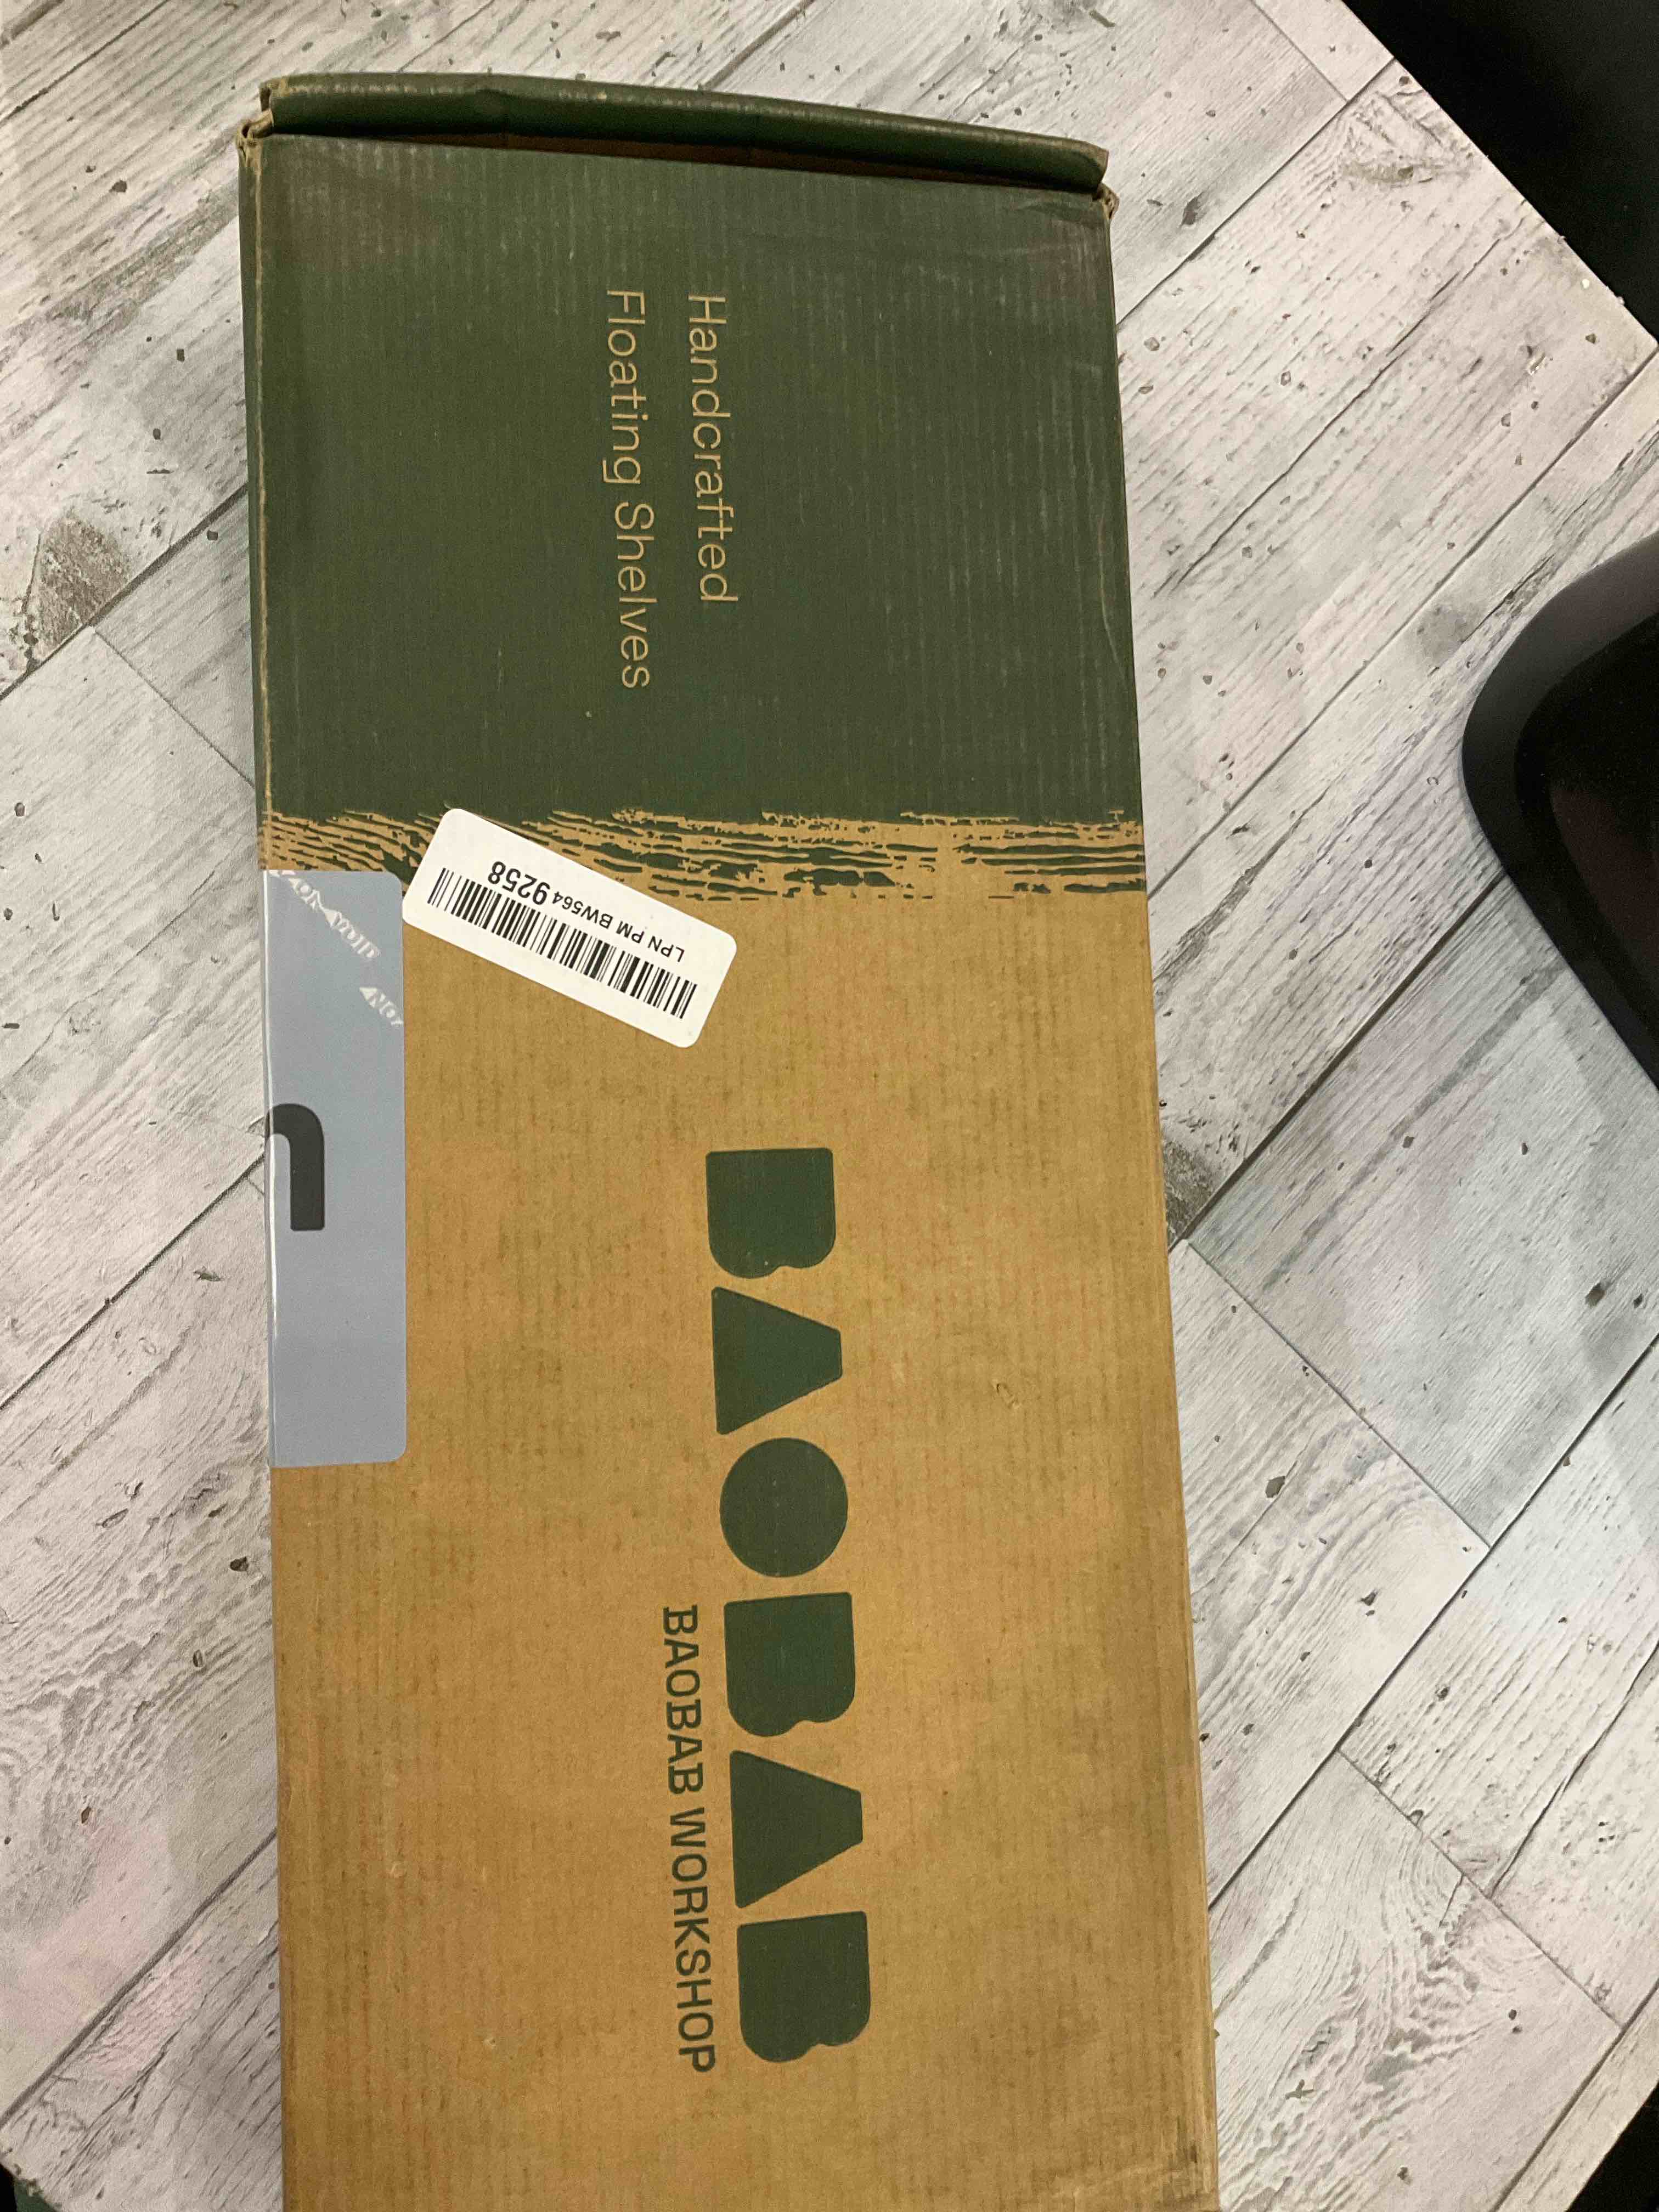 Handcrafted
Floating Shelves
LPN PM BW564 9258
BAOBAB
BAOBAB WORKSHOP